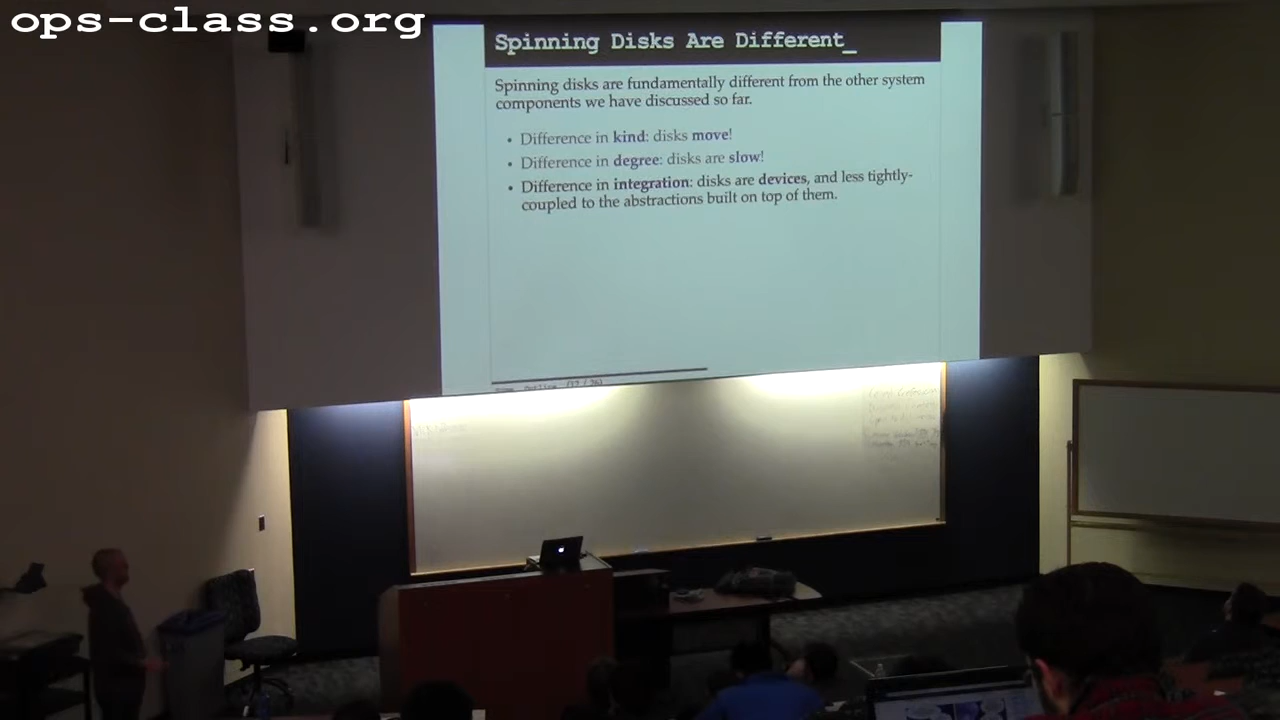 ops-class.org
Spinning Disks Are Different_
Spinning disks are fundamentally different from the other system
components we have discussed so far.
• Difference in kind: disks move!
• Difference in degree: disks are slow!
• Difference in integration: disks are devices, and less tightly-
coupled to the abstractions built on top of them.